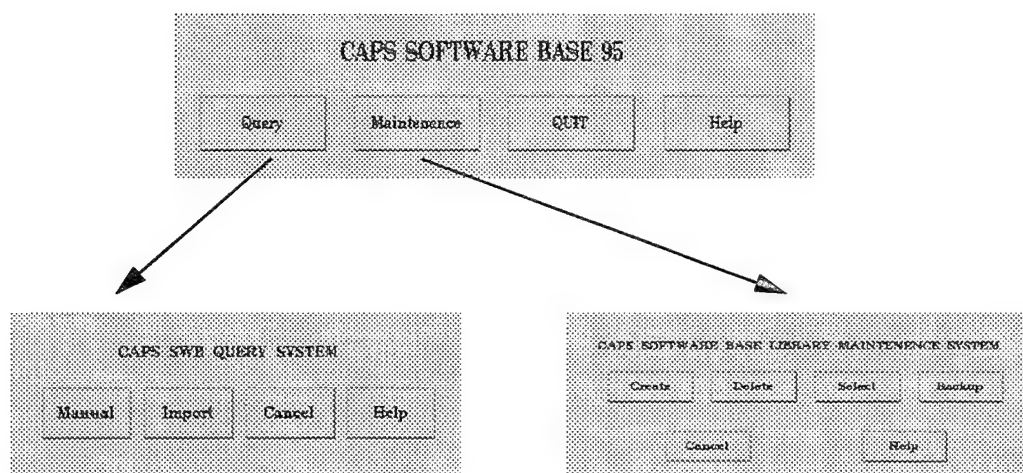 CAPS SOFTWARE BASE 95
Query Maintenence QUIT Help
CAPS SWB QUERY SYSTEM
Manual Import Cancel Help
CAPS SOFTWARE BASE LIBRARY MAINTENENCE SYSTEM
Create Delete Select Backup
Cancel Help